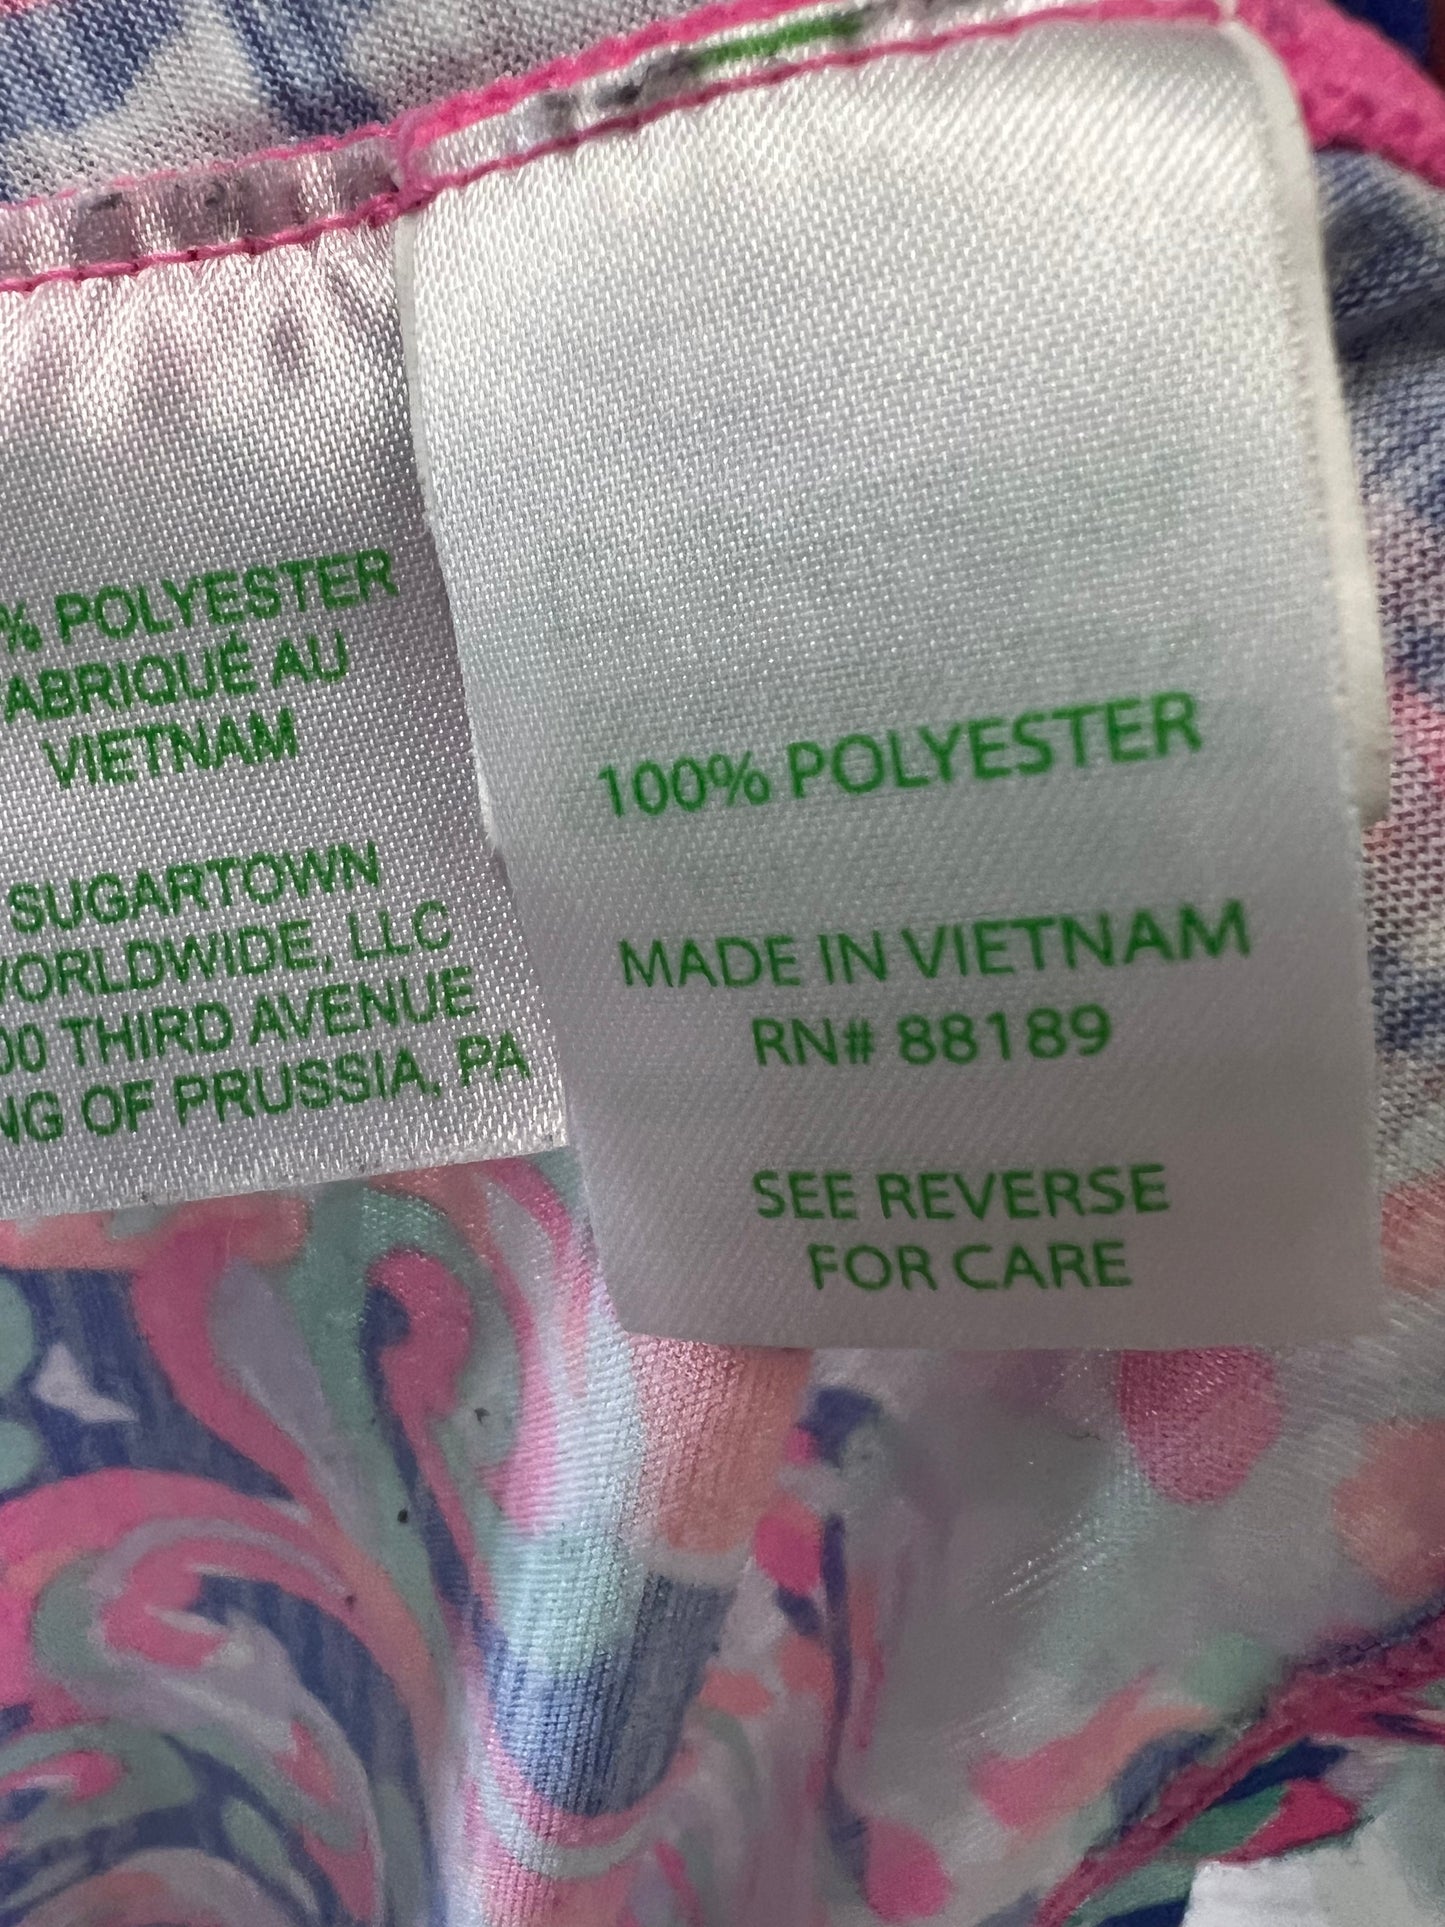 % POLYESTER
ABRIQUÉ AU
VIETNAM
SUGARTOWN
WORLDWIDE, LLC
00 THIRD AVENUE
NG OF PRUSSIA, PA
100% POLYESTER
MADE IN VIETNAM
RN# 88189
SEE REVERSE
FOR CARE